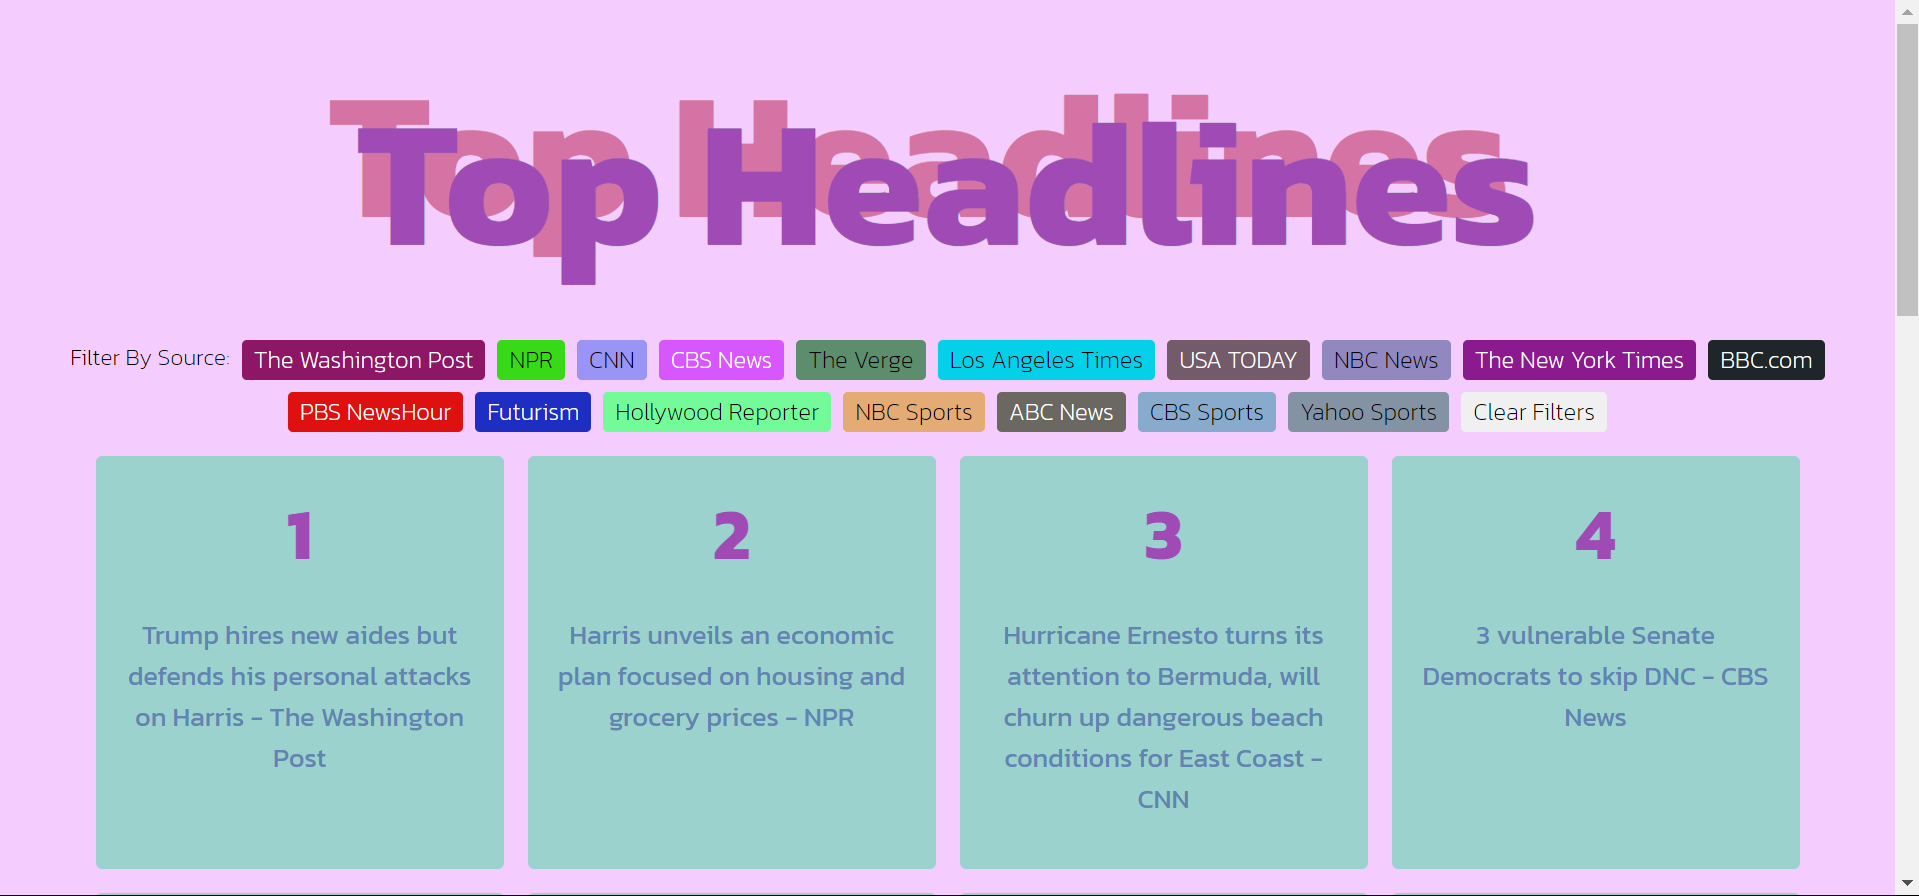 Top Headlines
Filter By Source: The Washington Post NPR CNN CBS News The Verge Los Angeles Times USA TODAY NBC News The New York Times BBC.com
PBS NewsHour Futurism Hollywood Reporter NBC Sports ABC News CBS Sports Yahoo Sports Clear Filters
1
Trump hires new aides but
defends his personal attacks
on Harris - The Washington
Post
2
Harris unveils an economic
plan focused on housing and
grocery prices - NPR
3
Hurricane Ernesto turns its
attention to Bermuda, will
churn up dangerous beach
conditions for East Coast -
CNN
4
3 vulnerable Senate
Democrats to skip DNC - CBS
News